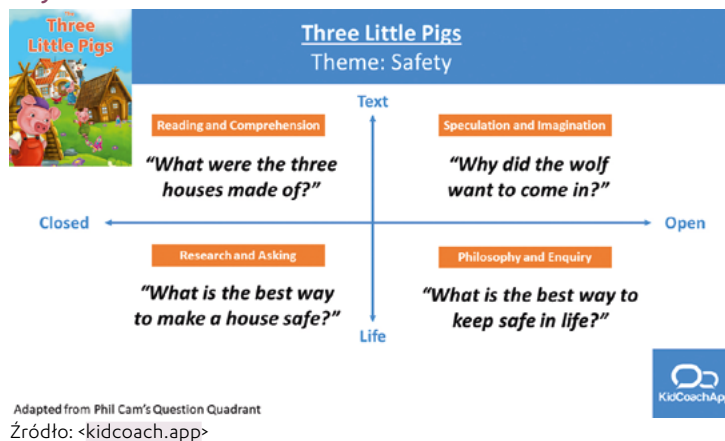 Three
Little Pigs
Three Little Pigs
Theme: Safety
Text
Reading and Comprehension
Speculation and Imagination
“What were the three
houses made of?”
“Why did the wolf
want to come in?”
Closed
Open
Research and Asking
Philosophy and Enquiry
“What is the best way
to make a house safe?”
“What is the best way to
keep safe in life?”
Life
KidCoachApp
Adapted from Phil Cam’s Question Quadrant
Źródło: <kidcoach.app>